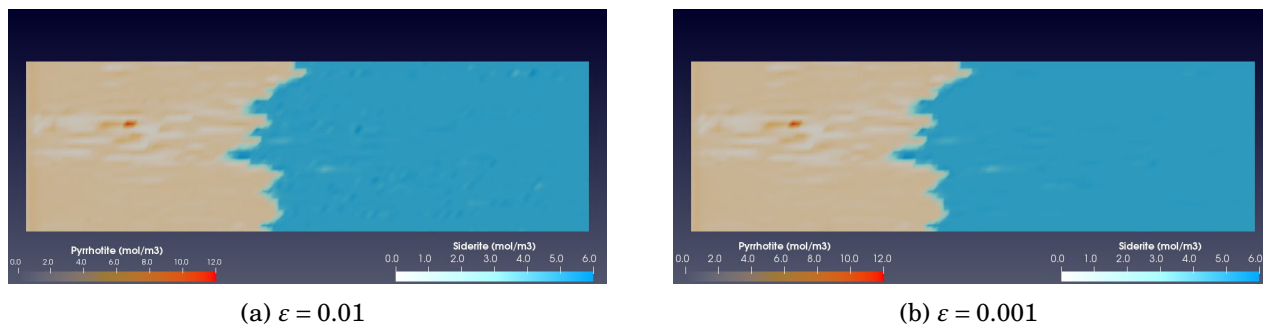 Pyrrhotite (mol/m3)
0.0 2.0 4.0 6.0 8.0 10.0 12.0
Siderite (mol/m3)
0.0 1.0 2.0 3.0 4.0 5.0 6.0
(a) ε = 0.01
Pyrrhotite (mol/m3)
0.0 2.0 4.0 6.0 8.0 10.0 12.0
Siderite (mol/m3)
0.0 1.0 2.0 3.0 4.0 5.0 6.0
(b) ε = 0.001